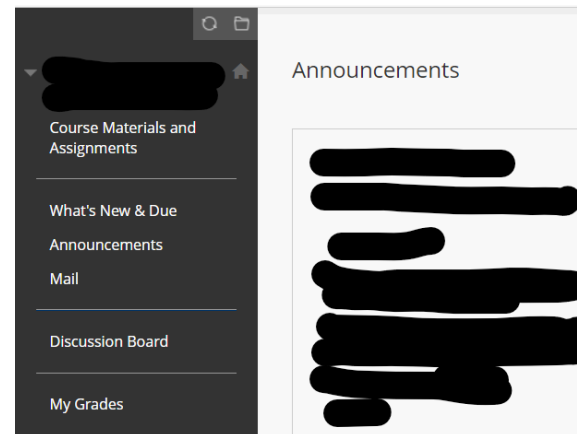 Course Materials and
Assignments
What's New & Due
Announcements
Mail
Discussion Board
My Grades
Announcements